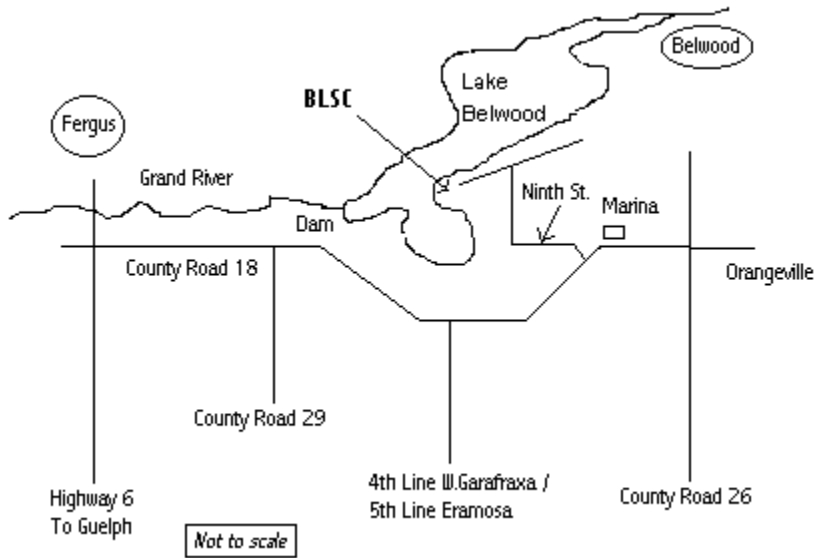 Belwood
Lake
Belwood
BLSC
Fergus
Grand River
Ninth St.
Marina
Dam
County Road 18
Orangeville
County Road 29
Highway 6
To Guelph
4th Line W.Garafraxa /
5th Line Eramosa
County Road 26
Not to scale